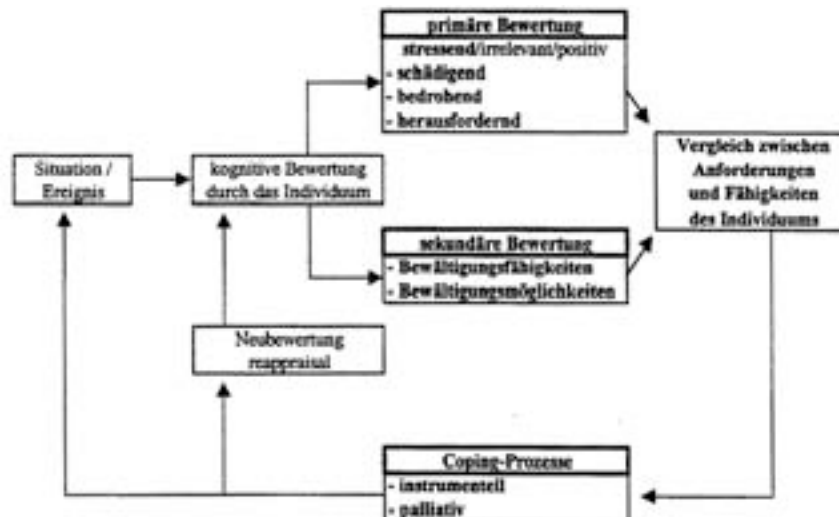 primäre Bewertung
stressend/irrelevant/positiv
- schädigend
- bedrohend
- herausfordernd
Situation /
Ereignis
kognitive Bewertung
durch das Individuum
Vergleich zwischen
Anforderungen
und Fähigkeiten
des Individuums
sekundäre Bewertung
- Bewältigungsfähigkeiten
- Bewältigungsmöglichkeiten
Neubewertung
reappraisal
Coping-Prozesse
- instrumentell
- palliativ